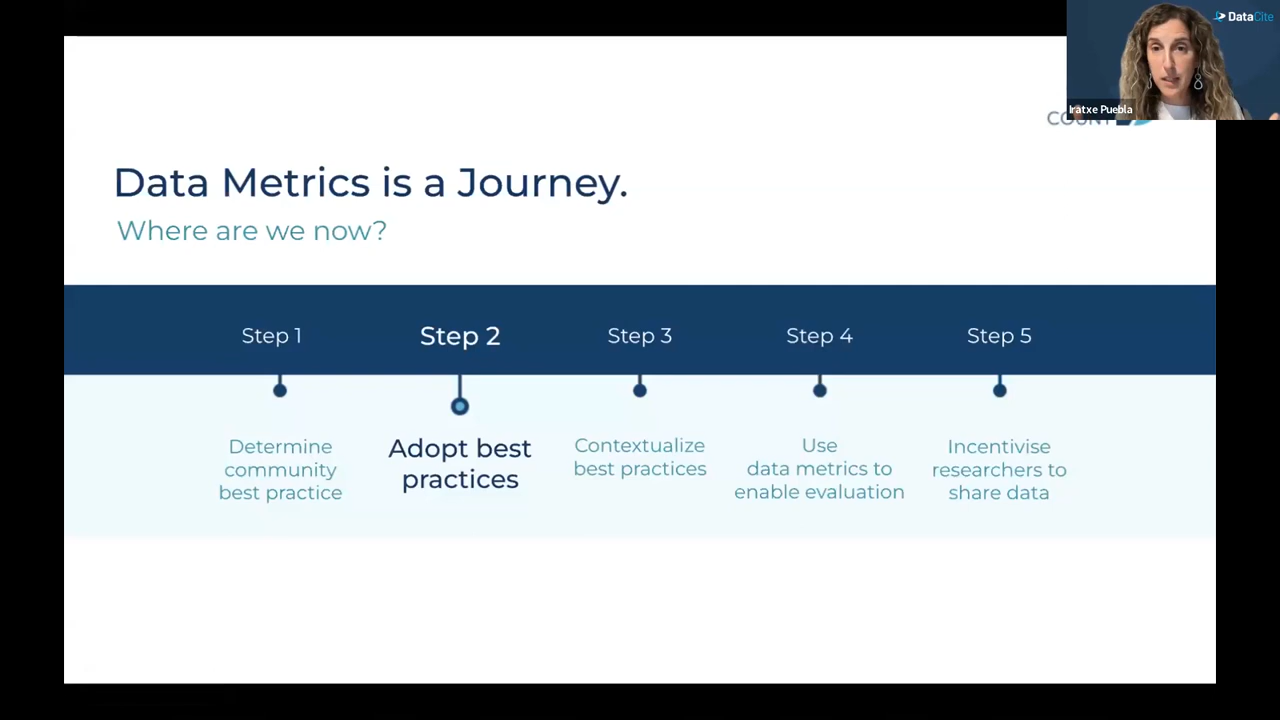 DataCite
Iratxe Puebla
COUNT
Data Metrics is a Journey.
Where are we now?
Step 1
Step 2
Step 3
Step 4
Step 5
Determine
community
best practice
Adopt best
practices
Contextualize
best practices
Use
data metrics to
enable evaluation
Incentivise
researchers to
share data